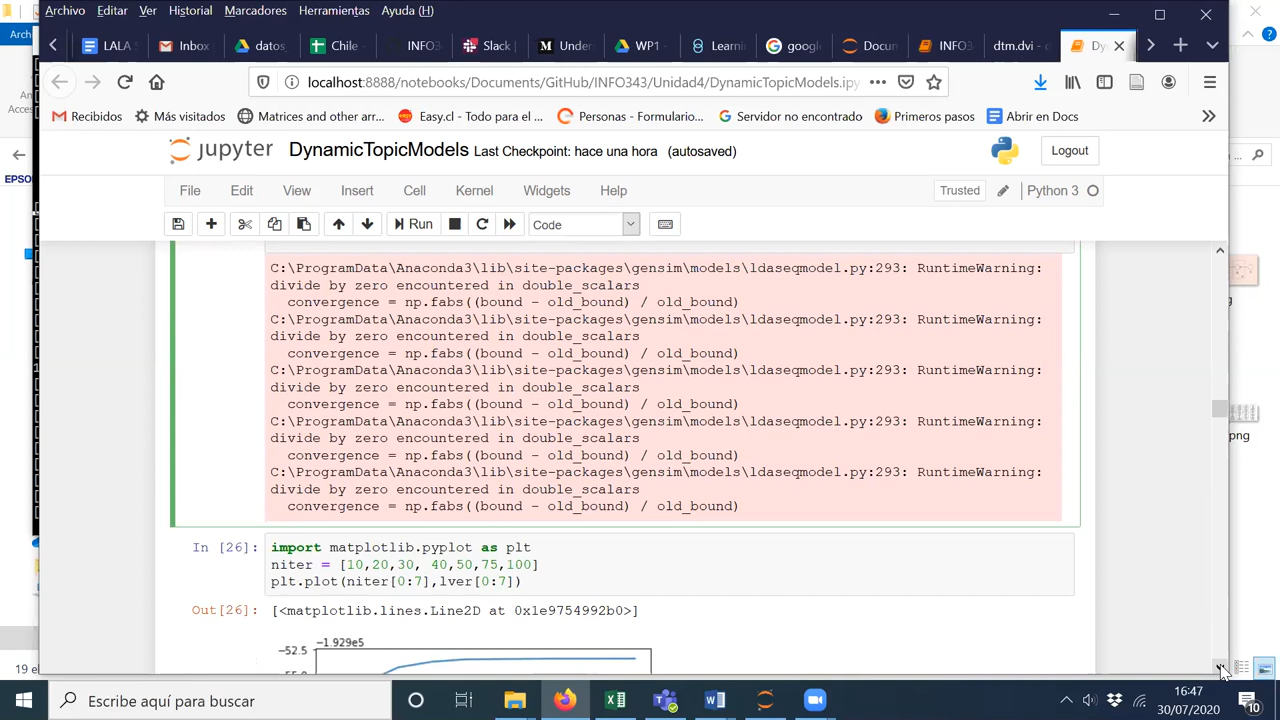 Archivo Editar Ver Historial Marcadores Herramientas Ayuda (H)
LALA Inbox datos Chile INFO3 Slack Under WP1 - Learnin google Docum INFO3 dtm.dvi - d Dy
localhost:8888/notebooks/Documents/GitHub/INFO343/Unidad4/DynamicTopicModels.ipy
Recibidos Más visitados Matrices and other arr... Easy.cl - Todo para el ... Personas - Formulario... Servidor no encontrado Primeros pasos Abrir en Docs
jupyter DynamicTopicModels Last Checkpoint: hace una hora (autosaved) Logout
File Edit View Insert Cell Kernel Widgets Help Trusted Python 3
Run Code
C:\ProgramData\Anaconda3\lib\site-packages\gensim\models\ldaseqmodel.py:293: RuntimeWarning:
divide by zero encountered in double_scalars
convergence = np.fabs((bound - old_bound) / old_bound)
C:\ProgramData\Anaconda3\lib\site-packages\gensim\models\ldaseqmodel.py:293: RuntimeWarning:
divide by zero encountered in double_scalars
convergence = np.fabs((bound - old_bound) / old_bound)
C:\ProgramData\Anaconda3\lib\site-packages\gensim\models\ldaseqmodel.py:293: RuntimeWarning:
divide by zero encountered in double_scalars
convergence = np.fabs((bound - old_bound) / old_bound)
C:\ProgramData\Anaconda3\lib\site-packages\gensim\models\ldaseqmodel.py:293: RuntimeWarning:
divide by zero encountered in double_scalars
convergence = np.fabs((bound - old_bound) / old_bound)
C:\ProgramData\Anaconda3\lib\site-packages\gensim\models\ldaseqmodel.py:293: RuntimeWarning:
divide by zero encountered in double_scalars
convergence = np.fabs((bound - old_bound) / old_bound)
In [26]: import matplotlib.pyplot as plt
niter = [10,20,30, 40,50,75,100]
plt.plot(niter[0:7],lver[0:7])
Out[26]: [<matplotlib.lines.Line2D at 0x1e9754992b0>]
-1.929e5
-52.5
Archi
An
Acces
EPSO
19 el
png
Escribe aquí para buscar
16:47
30/07/2020
10